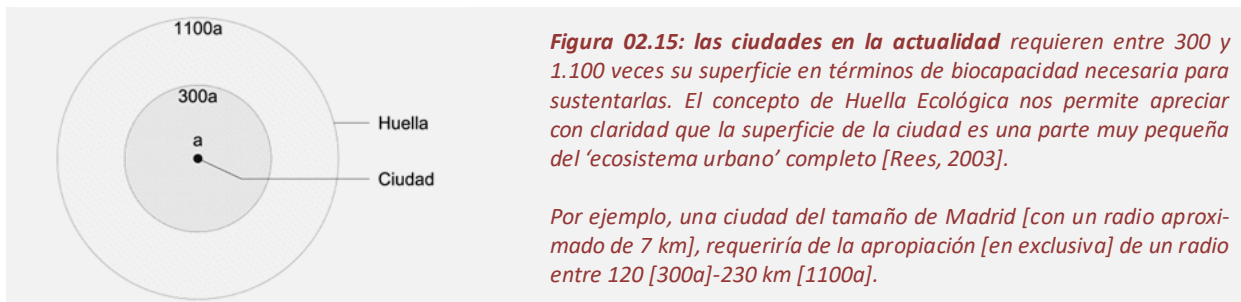 1100a
300a
a
Huella
Ciudad
Figura 02.15: las ciudades en la actualidad requieren entre 300 y
1.100 veces su superficie en términos de biocapacidad necesaria para
sustentarlas. El concepto de Huella Ecológica nos permite apreciar
con claridad que la superficie de la ciudad es una parte muy pequeña
del ‘ecosistema urbano’ completo [Rees, 2003].
Por ejemplo, una ciudad del tamaño de Madrid [con un radio aproxi-
mado de 7 km], requeriría de la apropiación [en exclusiva] de un radio
entre 120 [300a]-230 km [1100a].